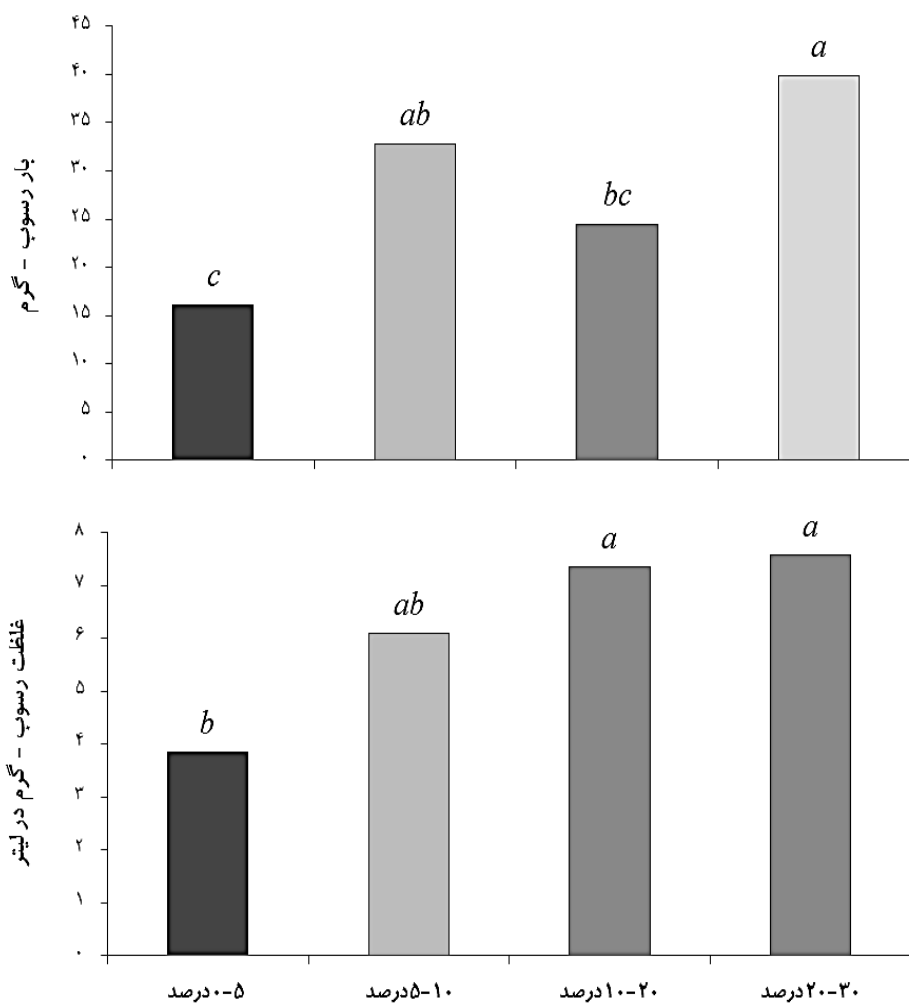 بار رسوب - گرم
۴۵
۴۰
۳۵
۳۰
۲۵
۲۰
۱۵
۱۰
۵
۰
c
ab
bc
a
غلظت رسوب - گرم در لیتر
۸
۷
۶
۵
۴
۳
۲
۱
۰
b
ab
a
a
۰-۵درصد
۵-۱۰درصد
۱۰-۲۰درصد
۲۰-۳۰درصد